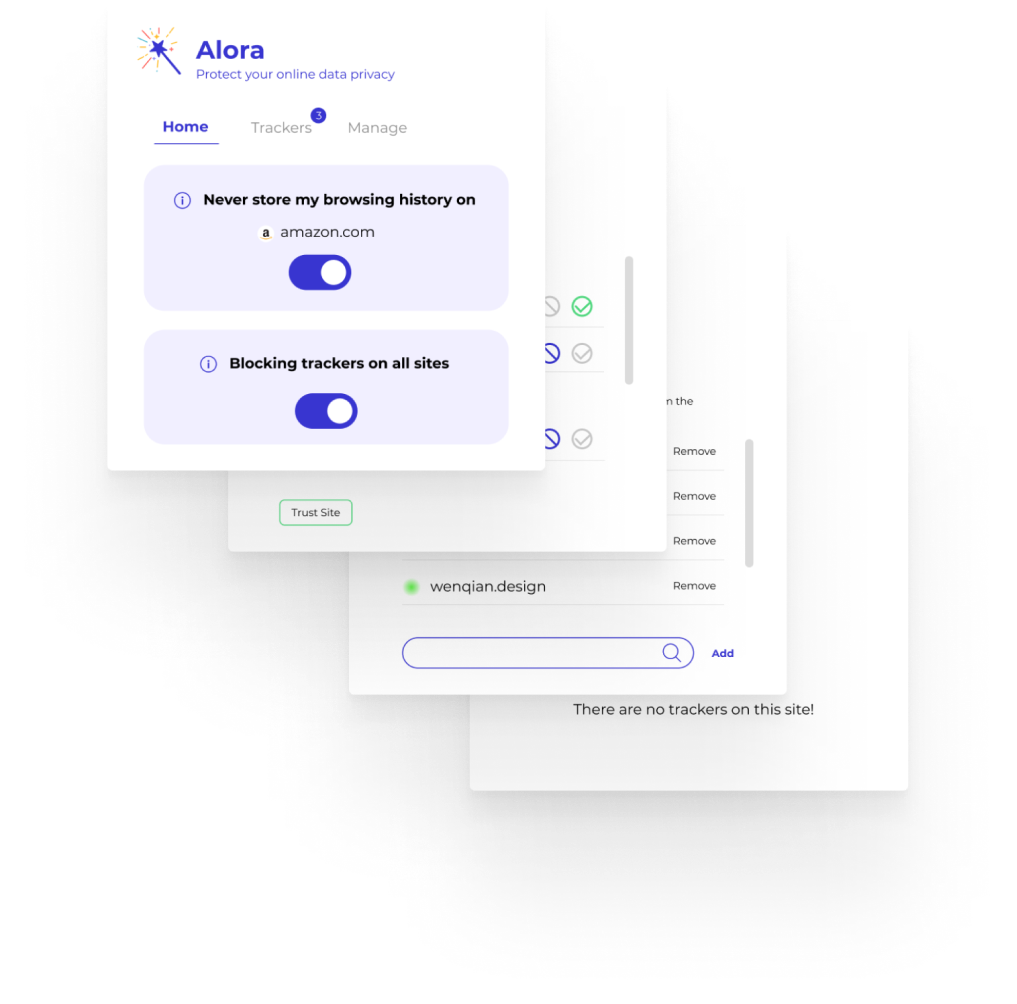 Alora
Protect your online data privacy
Home
Trackers
3
Manage
Never store my browsing history on
a amazon.com
Blocking trackers on all sites
the
Remove
Remove
Remove
Trust Site
wenqian.design
Remove
Add
There are no trackers on this site!